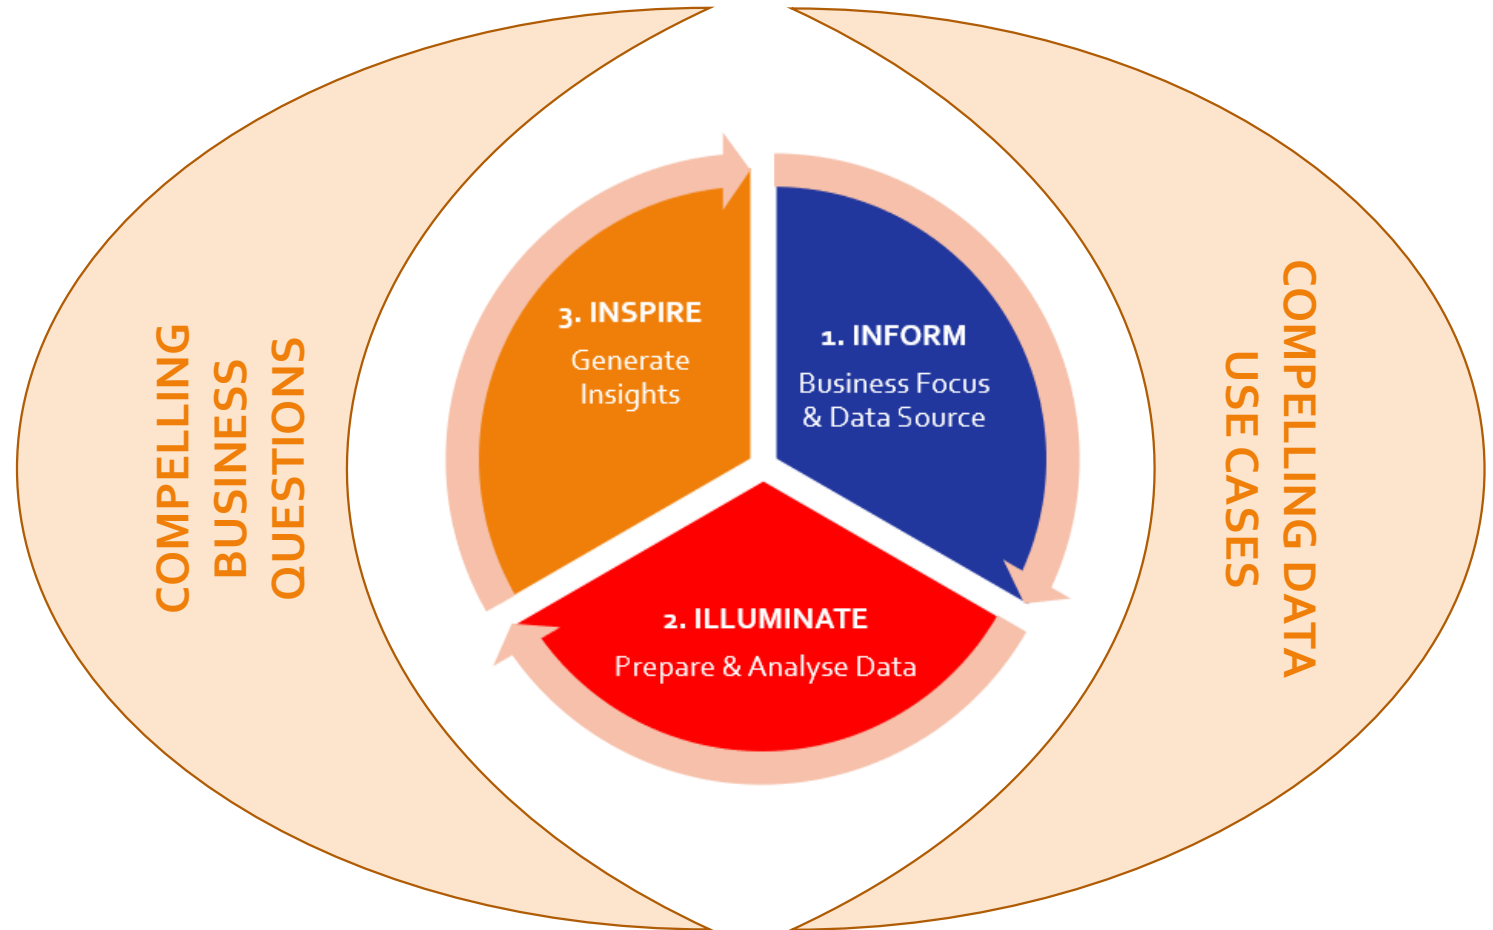 COMPELLING
BUSINESS
QUESTIONS
3. INSPIRE
Generate
Insights
1. INFORM
Business Focus
& Data Source
2. ILLUMINATE
Prepare & Analyse Data
COMPELLING DATA
USE CASES